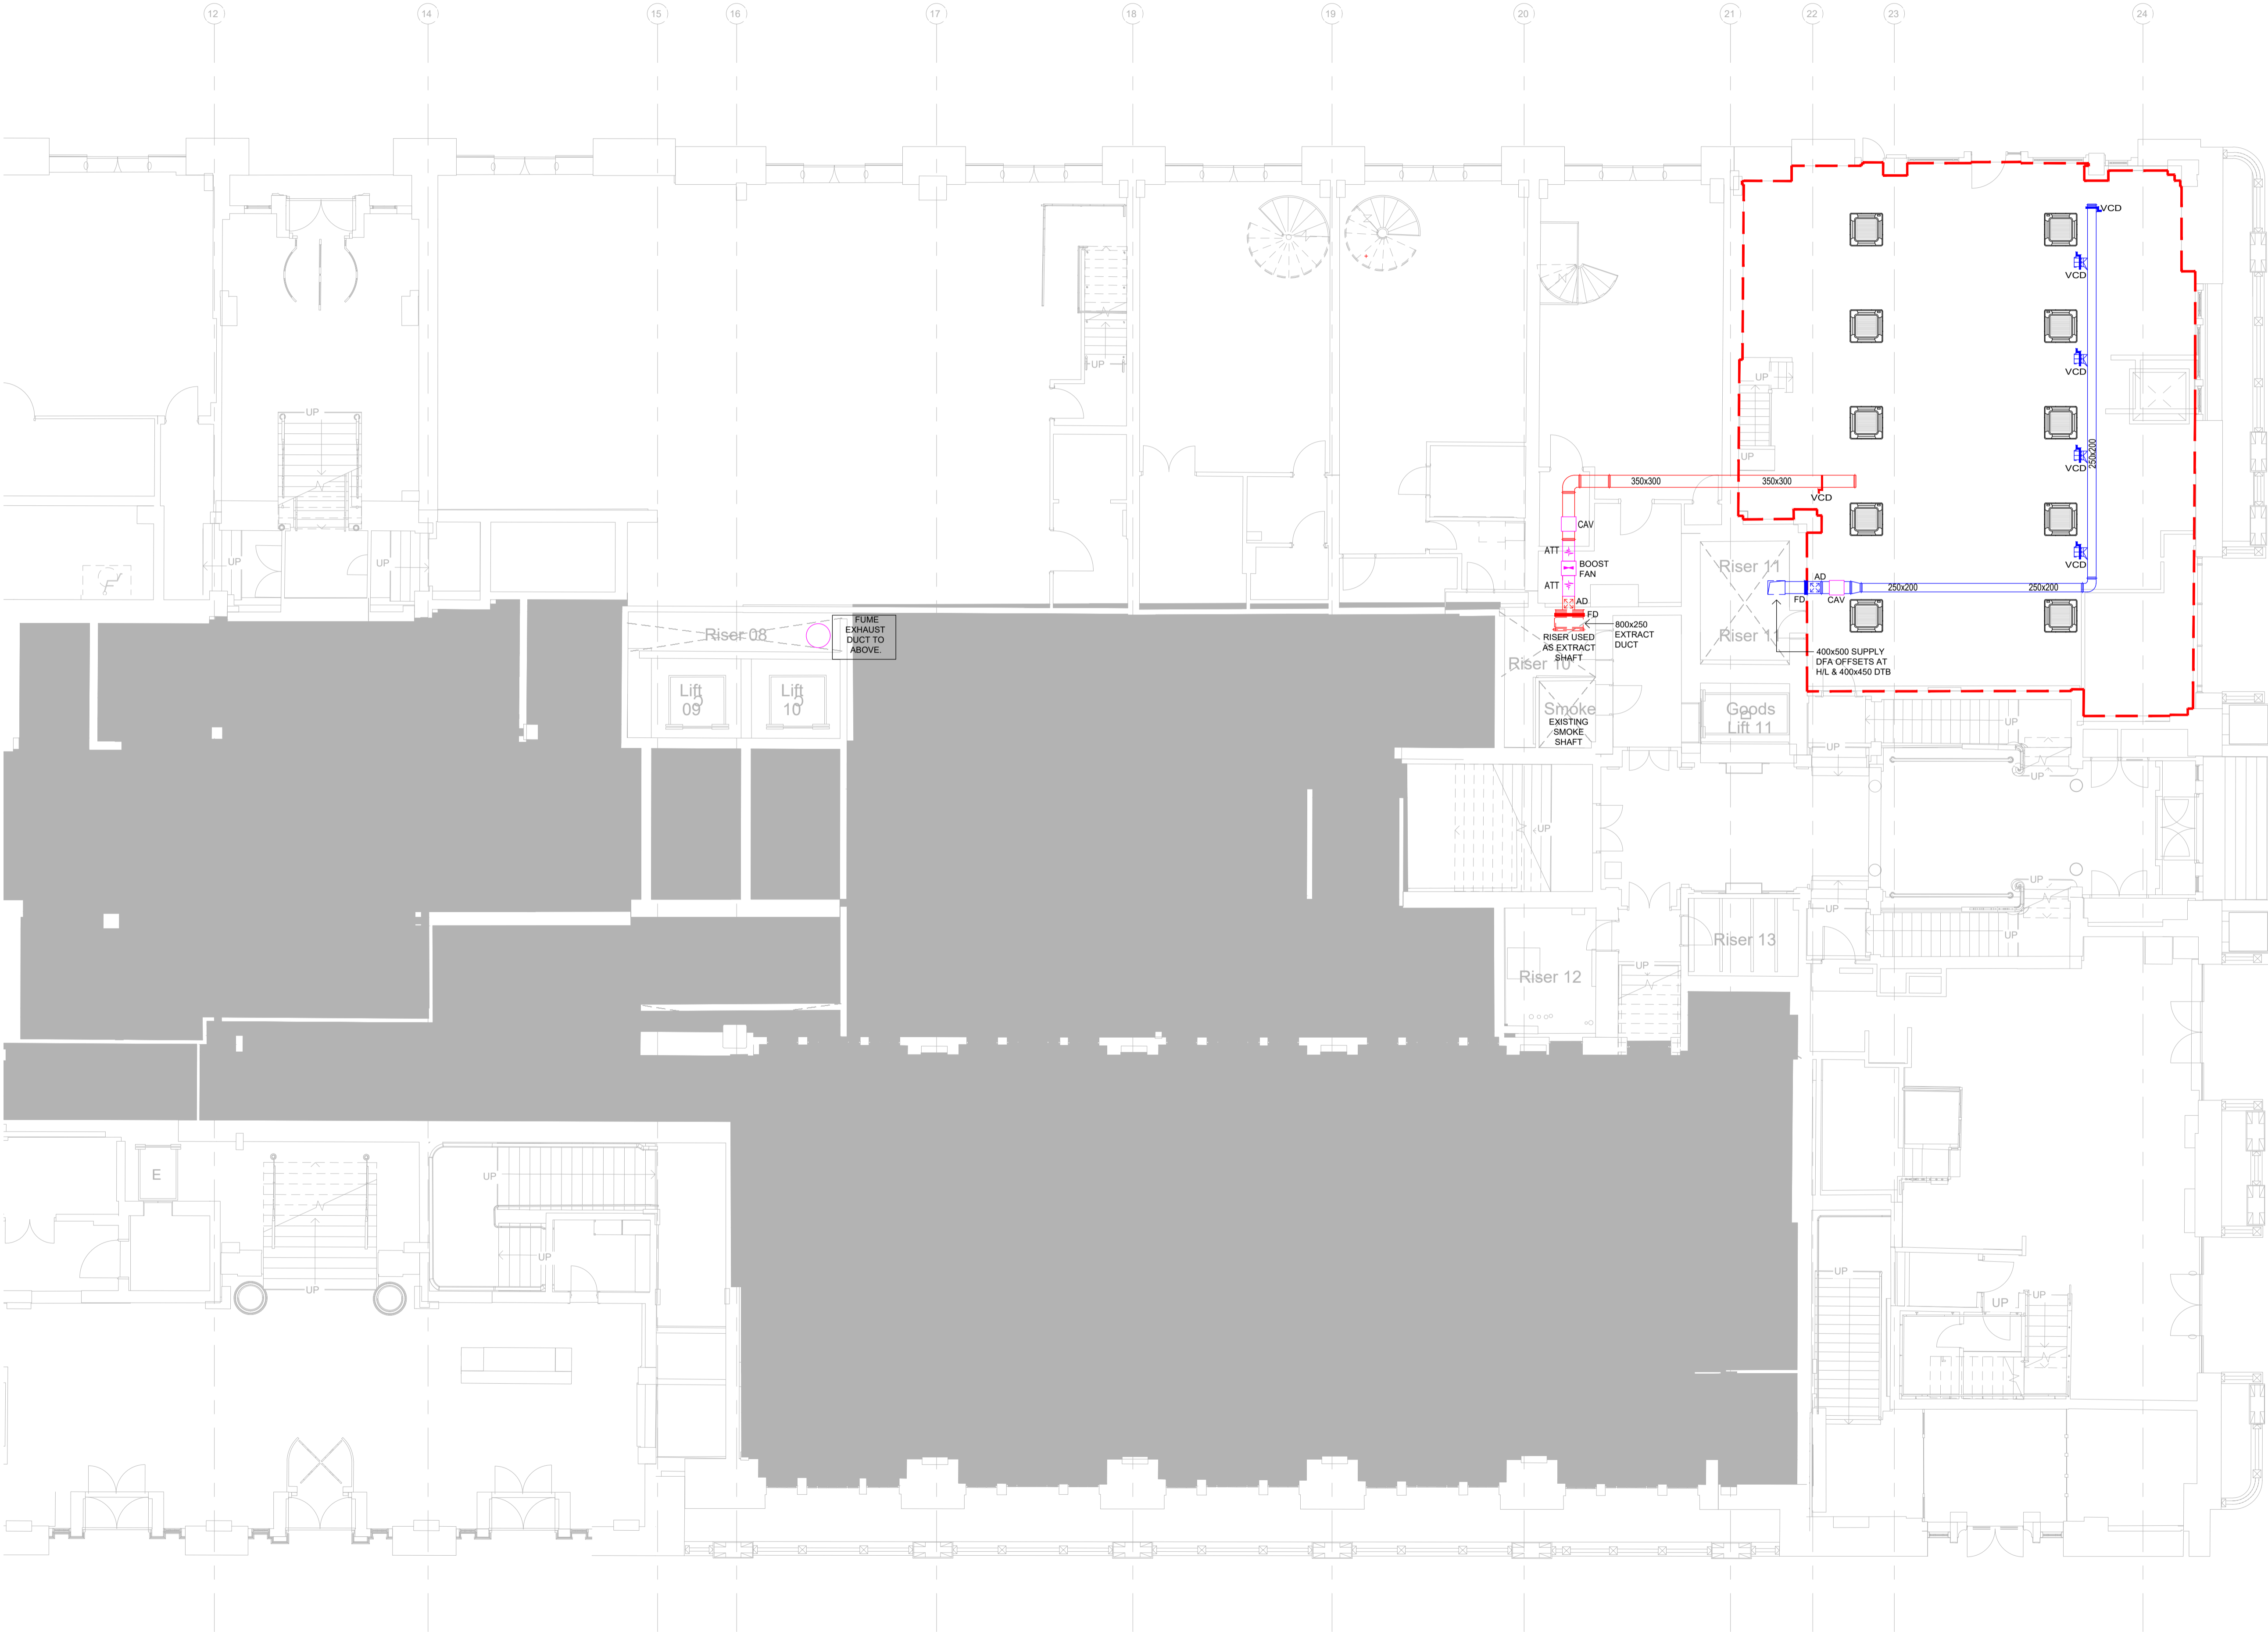 12
14
15
16
17
18
19
20
21
22
23
24
VCD
VCD
VCD
VCD
VCD
250x200
UP
UP
UP
UP
350x300
350x300
VCD
CAV
ATT
BOOST
FAN
ATT
AD
FD
800x250
EXTRACT
DUCT
RISER USED
AS EXTRACT
SHAFT
Riser 10
Smoke
EXISTING
SMOKE
SHAFT
Riser 11
Riser 11
Goods
Lift 11
AD
FD
CAV
250x200
250x200
400x500 SUPPLY
DFA OFFSETS AT
H/L & 400x450 DTB
UP
UP
Riser 08
FUME
EXHAUST
DUCT TO
ABOVE.
Lift
09
Lift
10
UP
UP
UP
UP
UP
UP
UP
UP
Riser 12
Riser 13
UP
E
UP
UP
UP
UP
UP
UP